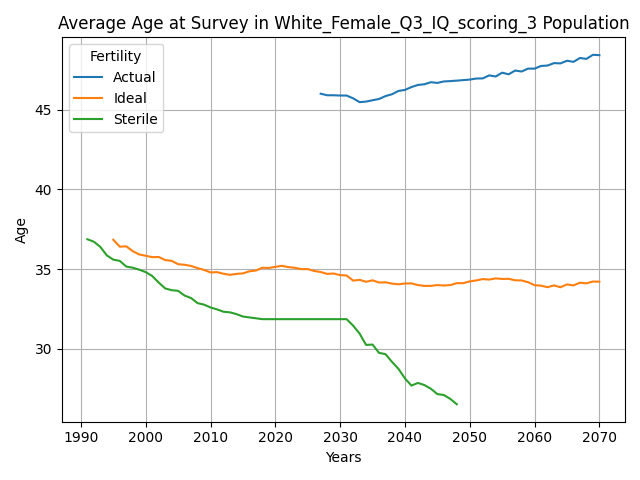 Average Age at Survey in White_Female_Q3_IQ_scoring_3 Population
Fertility
Actual
Ideal
Sterile
Age
45
40
35
30
1990 2000 2010 2020 2030 2040 2050 2060 2070
Years